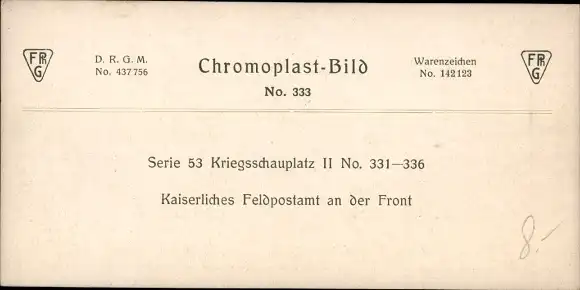 FRG
D. R. G. M.
No. 437756
Chromoplast-Bild
No. 333
Warenzeichen
No. 142123
FRG
Serie 53 Kriegsschauplatz II No. 331—336
Kaiserliches Feldpostamt an der Front
8.-